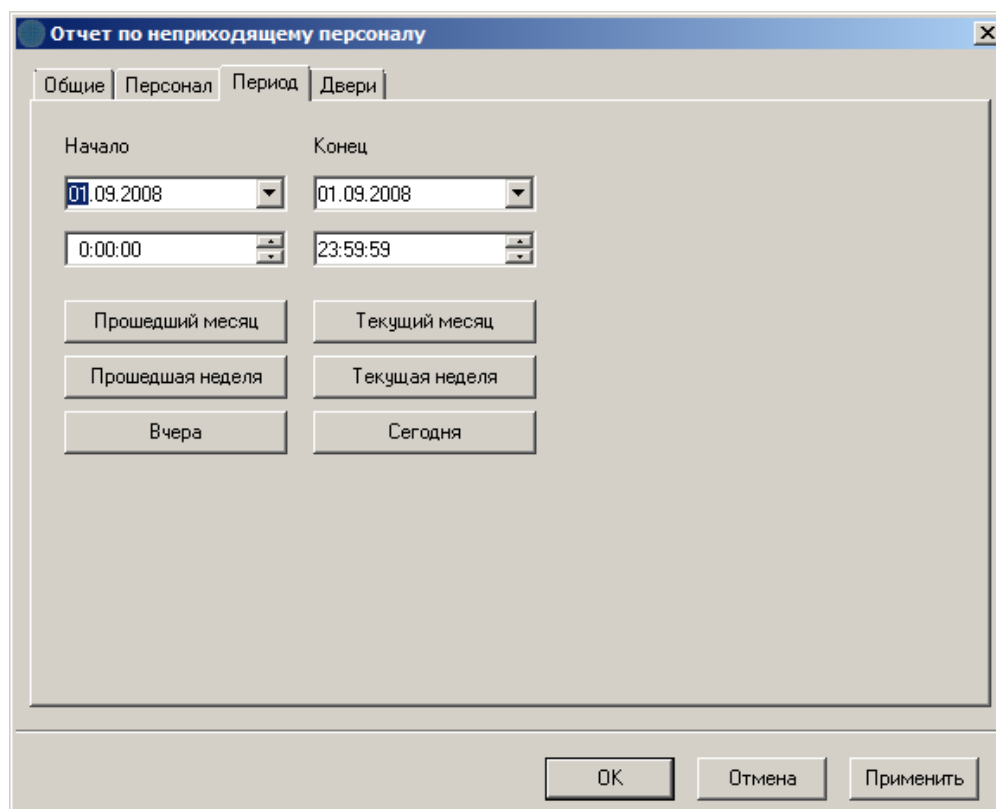 Отчет по неприходящему персоналу
Общие Персонал Период Двери
Начало Конец
01.09.2008 01.09.2008
0:00:00 23:59:59
Прошедший месяц Текущий месяц
Прошедшая неделя Текущая неделя
Вчера Сегодня
OK Отмена Применить